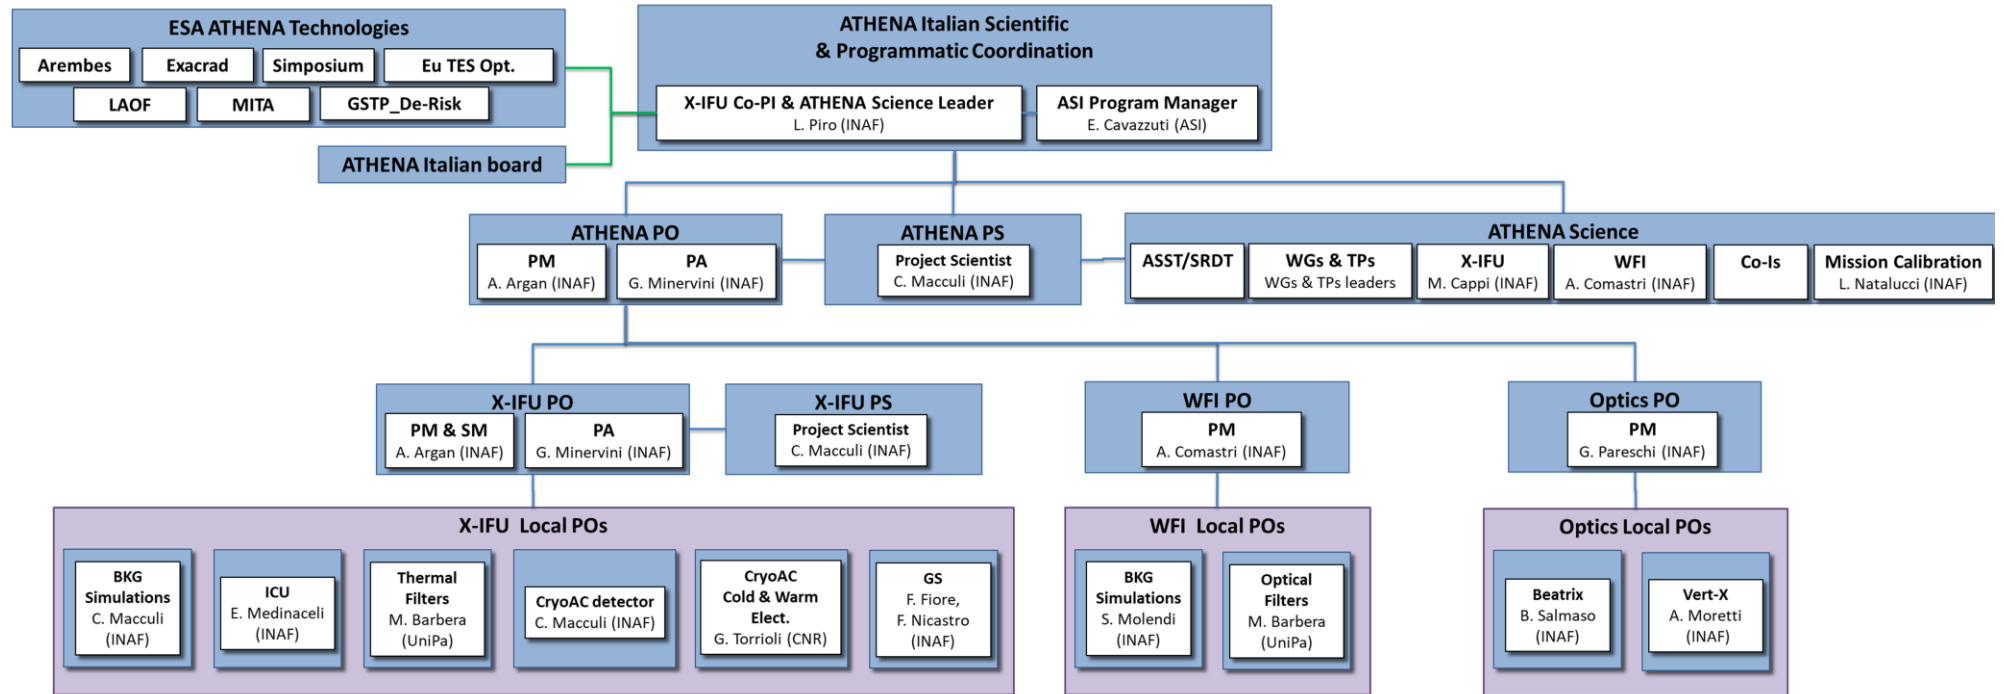 ESA ATHENA Technologies
Arembes
Exacrad
Simposium
Eu TES Opt.
LAOF
MITA
GSTP_De-Risk
ATHENA Italian board
ATHENA Italian Scientific
& Programmatic Coordination
X-IFU Co-PI & ATHENA Science Leader
L. Piro (INAF)
ASI Program Manager
E. Cavazzuti (ASI)
ATHENA PO
PM
A. Argan (INAF)
PA
G. Minervini (INAF)
ATHENA PS
Project Scientist
C. Macculi (INAF)
ATHENA Science
ASST/SRDT
WGs & TPs
WGs & TPs leaders
X-IFU
M. Cappi (INAF)
WFI
A. Comastri (INAF)
Co-Is
Mission Calibration
L. Natalucci (INAF)
X-IFU PO
PM & SM
A. Argan (INAF)
PA
G. Minervini (INAF)
X-IFU PS
Project Scientist
C. Macculi (INAF)
WFI PO
PM
A. Comastri (INAF)
Optics PO
PM
G. Pareschi (INAF)
X-IFU Local POs
BKG
Simulations
C. Macculi
(INAF)
ICU
E. Medinaceli
(INAF)
Thermal
Filters
M. Barbera
(UniPa)
CryoAC detector
C. Macculi (INAF)
CryoAC
Cold & Warm
Elect.
G. Torrioli (CNR)
GS
F. Fiore,
F. Nicastro
(INAF)
WFI Local POs
BKG
Simulations
S. Molendi
(INAF)
Optical
Filters
M. Barbera
(UniPa)
Optics Local POs
Beatrix
B. Salmaso
(INAF)
Vert-X
A. Moretti
(INAF)